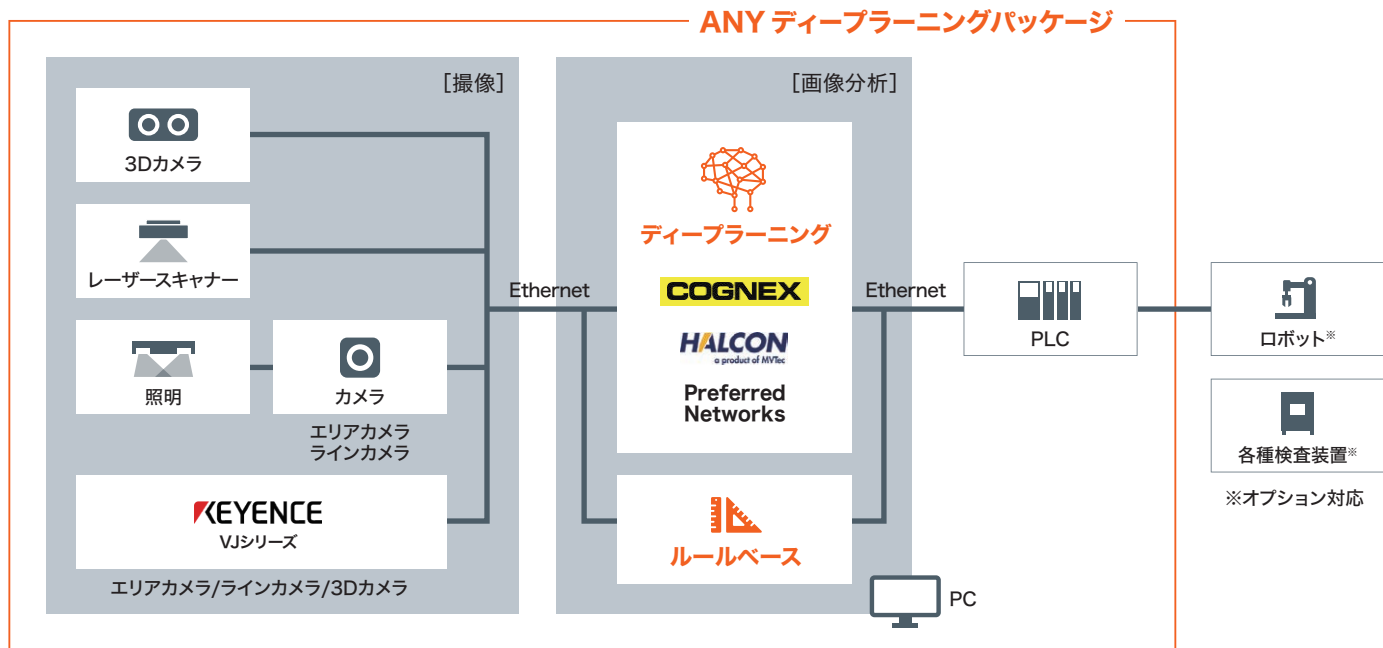 ANY ディープラーニングパッケージ
[撮像]
3Dカメラ
レーザースキャナー
照明
カメラ
エリアカメラ
ラインカメラ
KEYENCE
VJシリーズ
エリアカメラ/ラインカメラ/3Dカメラ
Ethernet
[画像分析]
ディープラーニング
COGNEX
HALCON
a product of MVTec
Preferred
Networks
ルールベース
PC
Ethernet
PLC
ロボット※
各種検査装置※
※オプション対応